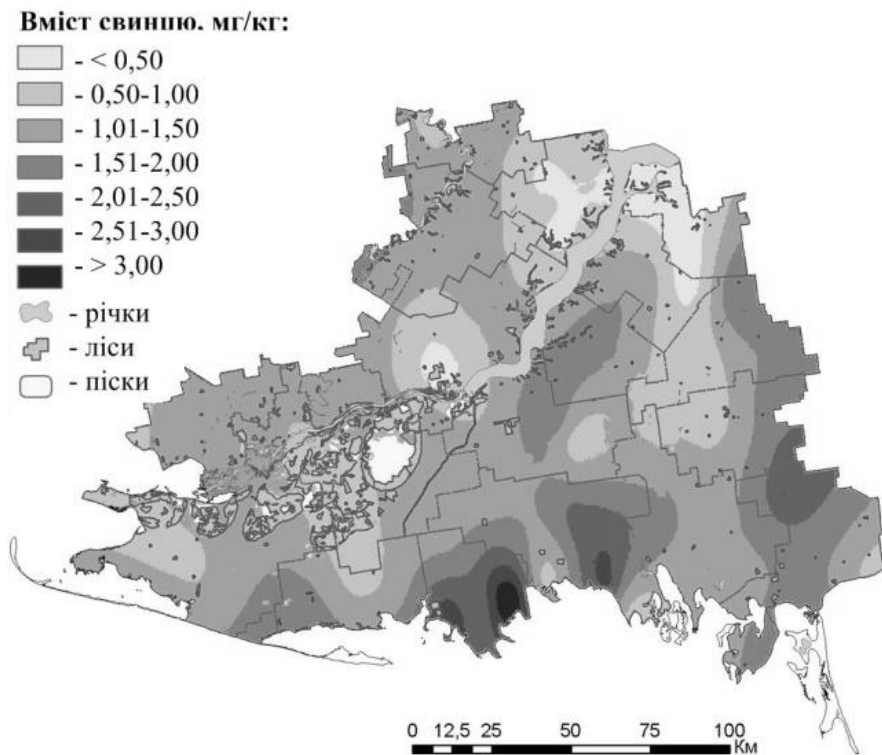 Вміст свинцю. мг/кг:
- < 0,50
- 0,50-1,00
- 1,01-1,50
- 1,51-2,00
- 2,01-2,50
- 2,51-3,00
- > 3,00
- річки
- ліси
- піски
0 12,5 25 50 75 100
Км